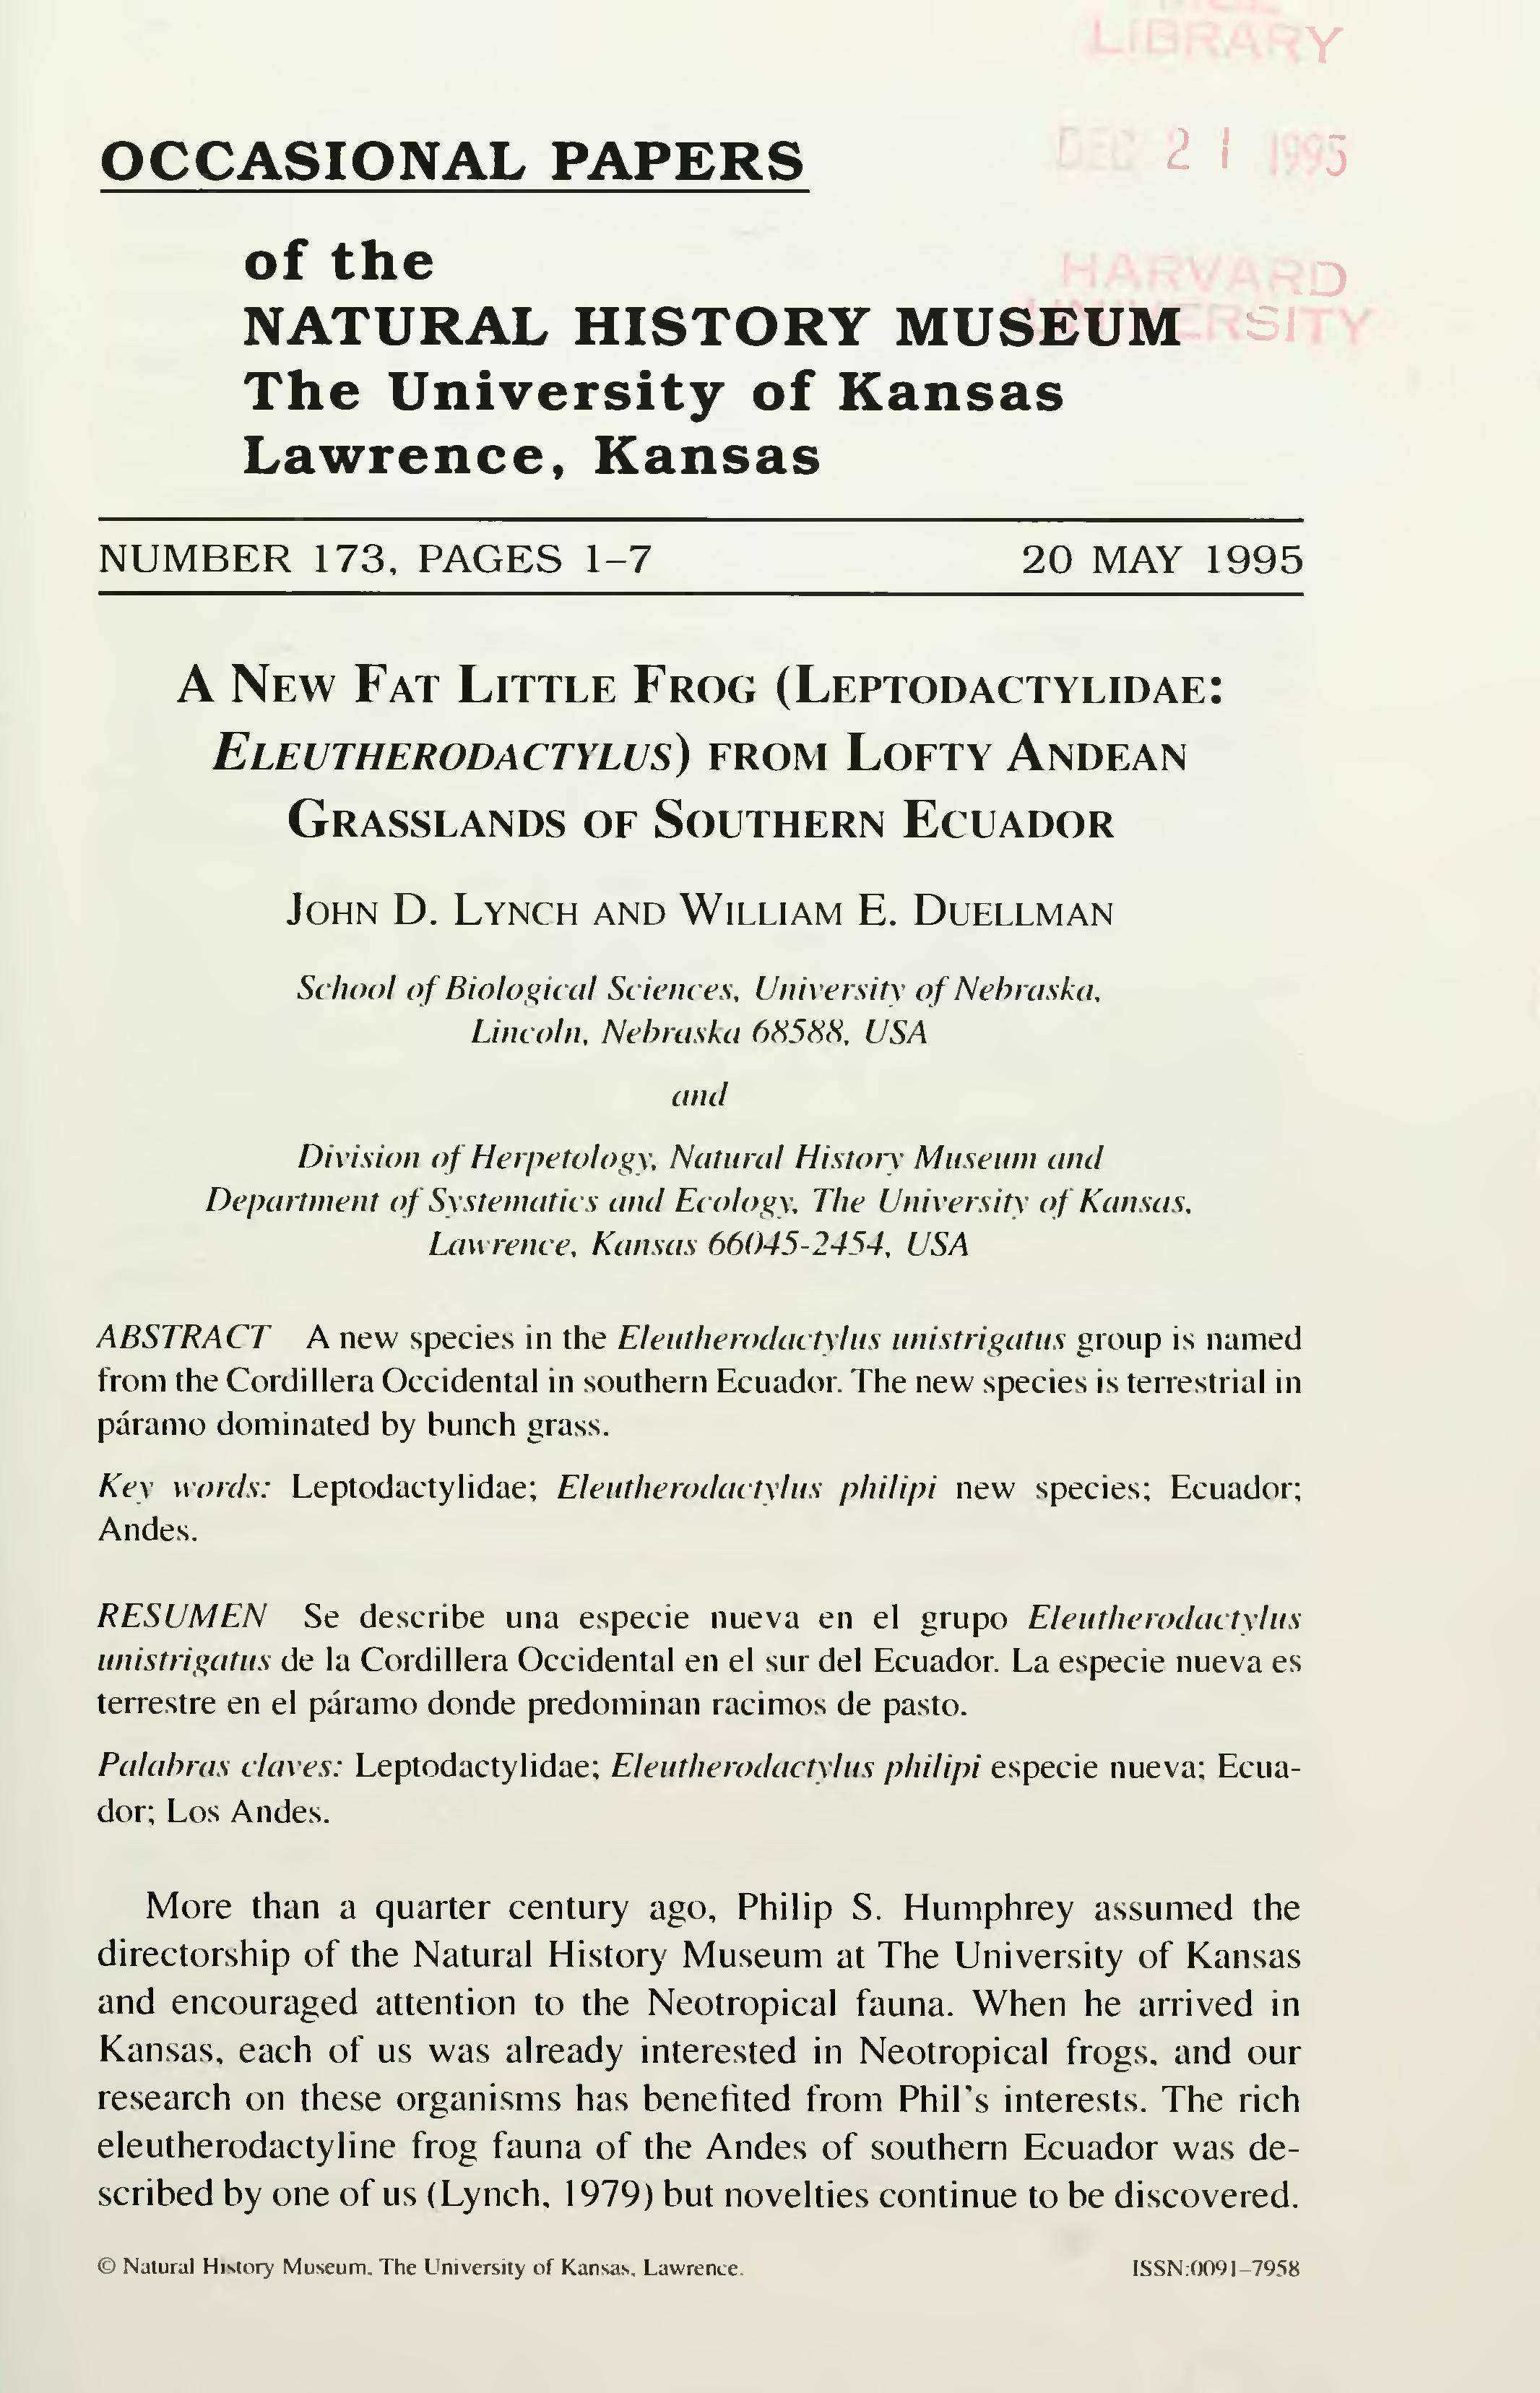 LIBRARY
OCCASIONAL PAPERS
DEC 21 1995
of the
HARVARD
UNIVERSITY
NATURAL HISTORY MUSEUM
The University of Kansas
Lawrence, Kansas
NUMBER 173, PAGES 1–7 20 MAY 1995
A NEW FAT LITTLE FROG (LEPTODACTYLIDAE:
ELEUTHERODACTYLUS) FROM LOFTY ANDEAN
GRASSLANDS OF SOUTHERN ECUADOR
JOHN D. LYNCH AND WILLIAM E. DUELLMAN
School of Biological Sciences, University of Nebraska,
Lincoln, Nebraska 68588, USA
and
Division of Herpetology, Natural History Museum and
Department of Systematics and Ecology, The University of Kansas,
Lawrence, Kansas 66045-2454, USA
ABSTRACT A new species in the Eleutherodactylus unistrigatus group is named
from the Cordillera Occidental in southern Ecuador. The new species is terrestrial in
páramo dominated by bunch grass.
Key words: Leptodactylidae; Eleutherodactylus philipi new species; Ecuador;
Andes.
RESUMEN Se describe una especie nueva en el grupo Eleutherodactylus
unistrigatus de la Cordillera Occidental en el sur del Ecuador. La especie nueva es
terrestre en el páramo donde predominan racimos de pasto.
Palabras claves: Leptodactylidae; Eleutherodactylus philipi especie nueva; Ecua-
dor; Los Andes.
More than a quarter century ago, Philip S. Humphrey assumed the
directorship of the Natural History Museum at The University of Kansas
and encouraged attention to the Neotropical fauna. When he arrived in
Kansas, each of us was already interested in Neotropical frogs, and our
research on these organisms has benefited from Phil's interests. The rich
eleutherodactyline frog fauna of the Andes of southern Ecuador was de-
scribed by one of us (Lynch, 1979) but novelties continue to be discovered.
© Natural History Museum, The University of Kansas, Lawrence. ISSN:0091–7958